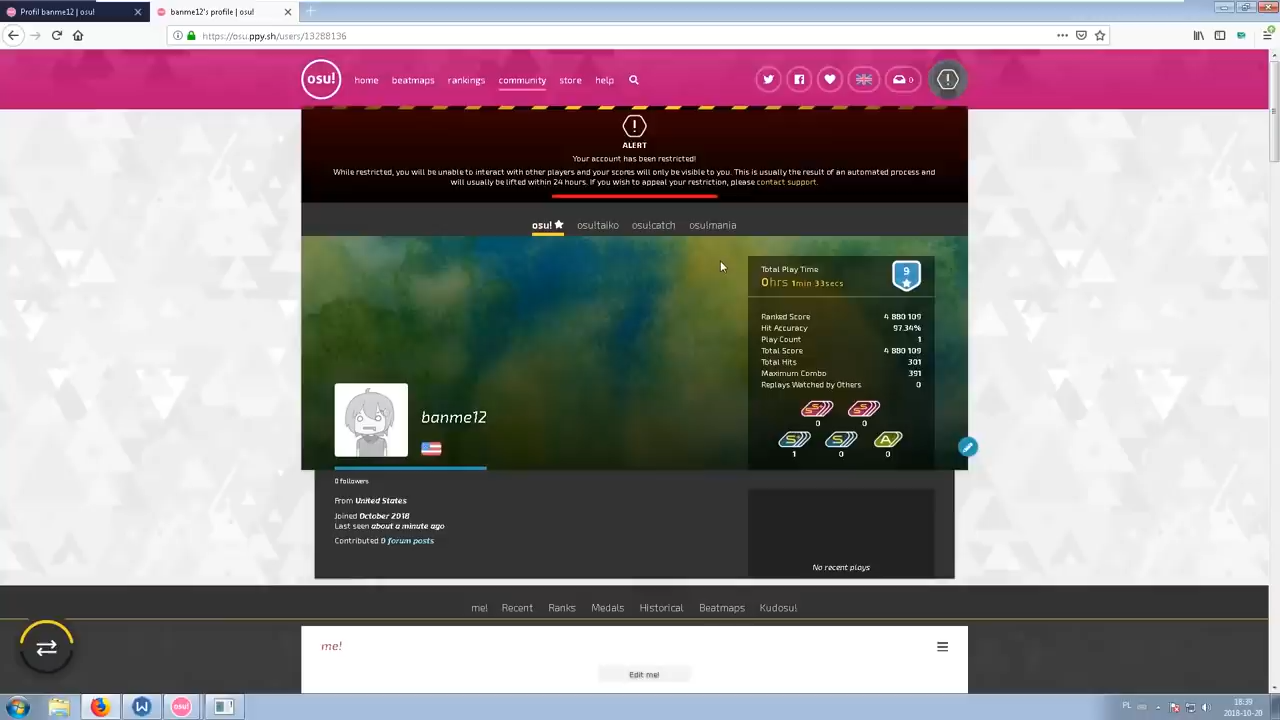 Profil banme12 | osu!
banme12's profile | osu!
https://osu.ppy.sh/users/13288136
osu!
home
beatmaps
rankings
community
store
help
0
ALERT
Your account has been restricted!
While restricted, you will be unable to interact with other players and your scores will only be visible to you. This is usually the result of an automated process and
will usually be lifted within 24 hours. If you wish to appeal your restriction, please contact support.
osu!
osu!taiko
osu!catch
osu!mania
Total Play Time
0hrs 1min 33secs
9
Ranked Score 4 880 109
Hit Accuracy 97.34%
Play Count 1
Total Score 4 880 109
Total Hits 301
Maximum Combo 391
Replays Watched by Others 0
0 0
1 0 0
banme12
0 followers
From United States
Joined October 2018
Last seen about a minute ago
Contributed 0 forum posts
No recent plays
me!
Recent
Ranks
Medals
Historical
Beatmaps
Kudosu!
me!
Edit me!
osu!
PL
18:39
2018-10-20